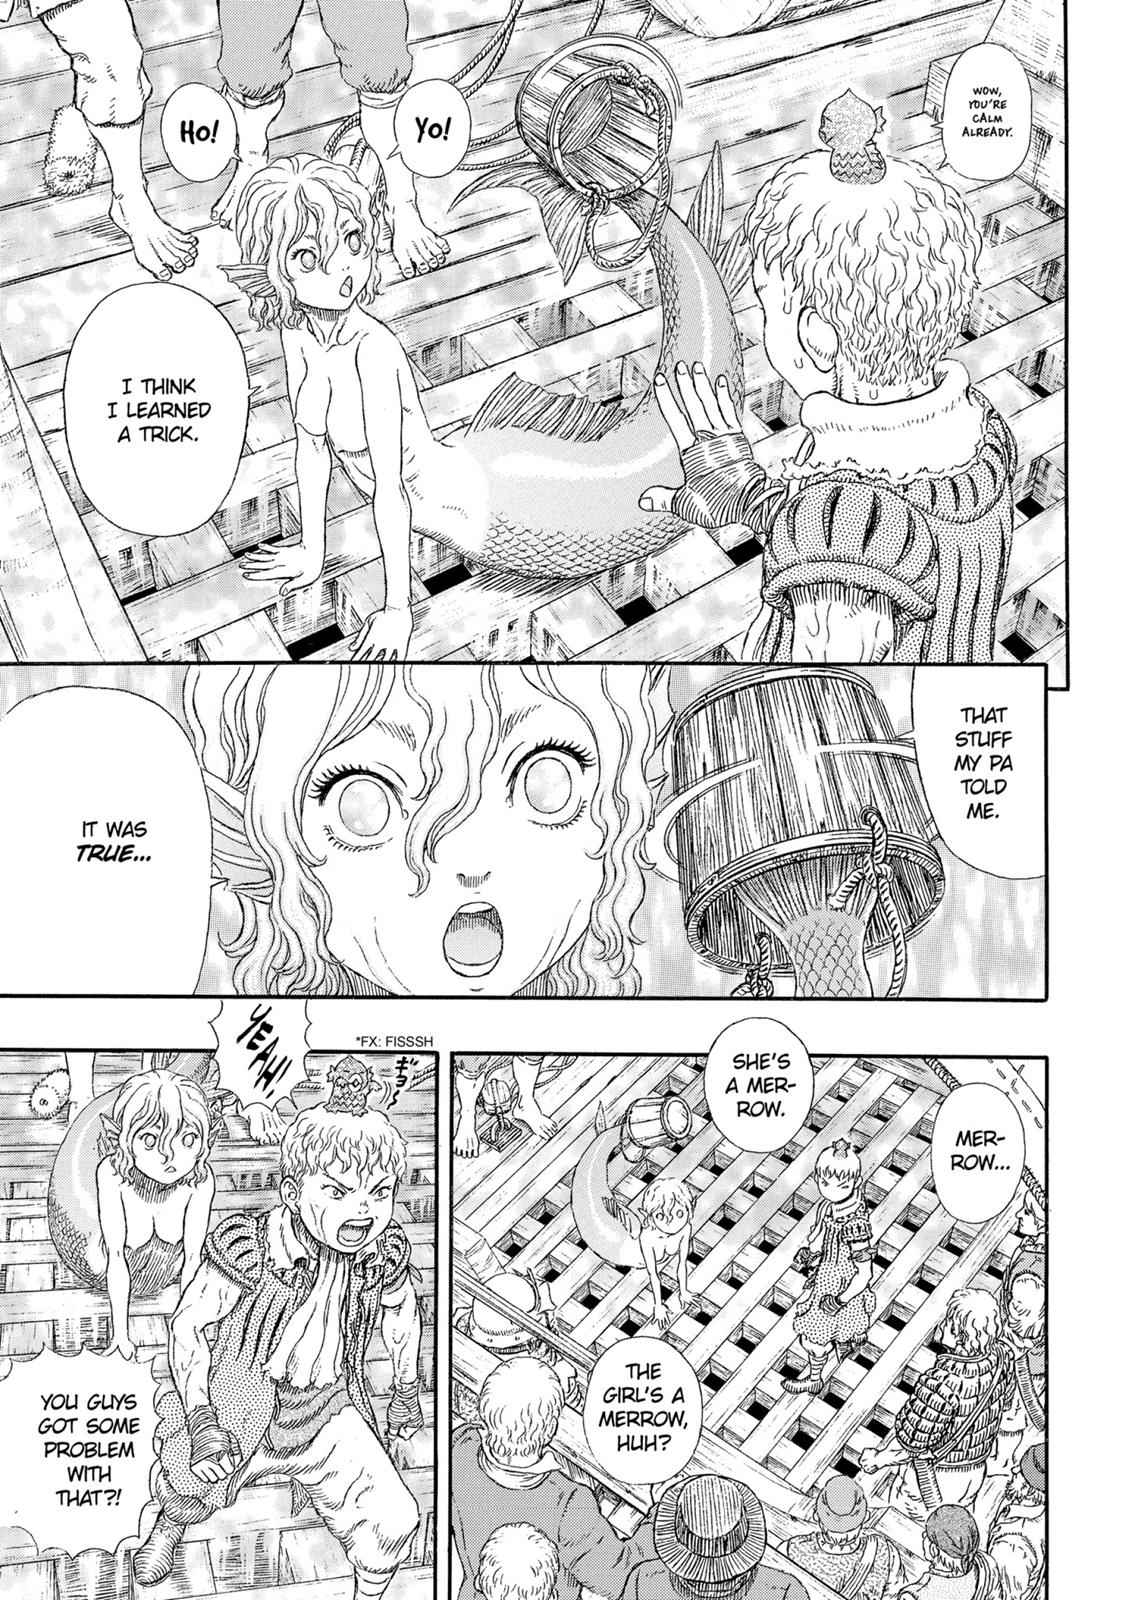 WOW,
YOU'RE
CALM
ALREADY.
YO!
HO!
I THINK
I LEARNED
A TRICK.
THAT
STUFF
MY PA
TOLD
ME.
IT WAS
TRUE...
MER-
ROW...
SHE'S
A MER-
ROW.
THE
GIRL'S A
MERROW,
HUH?
YEAH!
*FX: FISSSH
ギョ
YOU GUYS
GOT SOME
PROBLEM
WITH
THAT?!